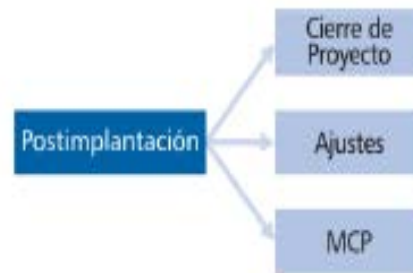 Cierre de
Proyecto
Postimplantación
Ajustes
MCP